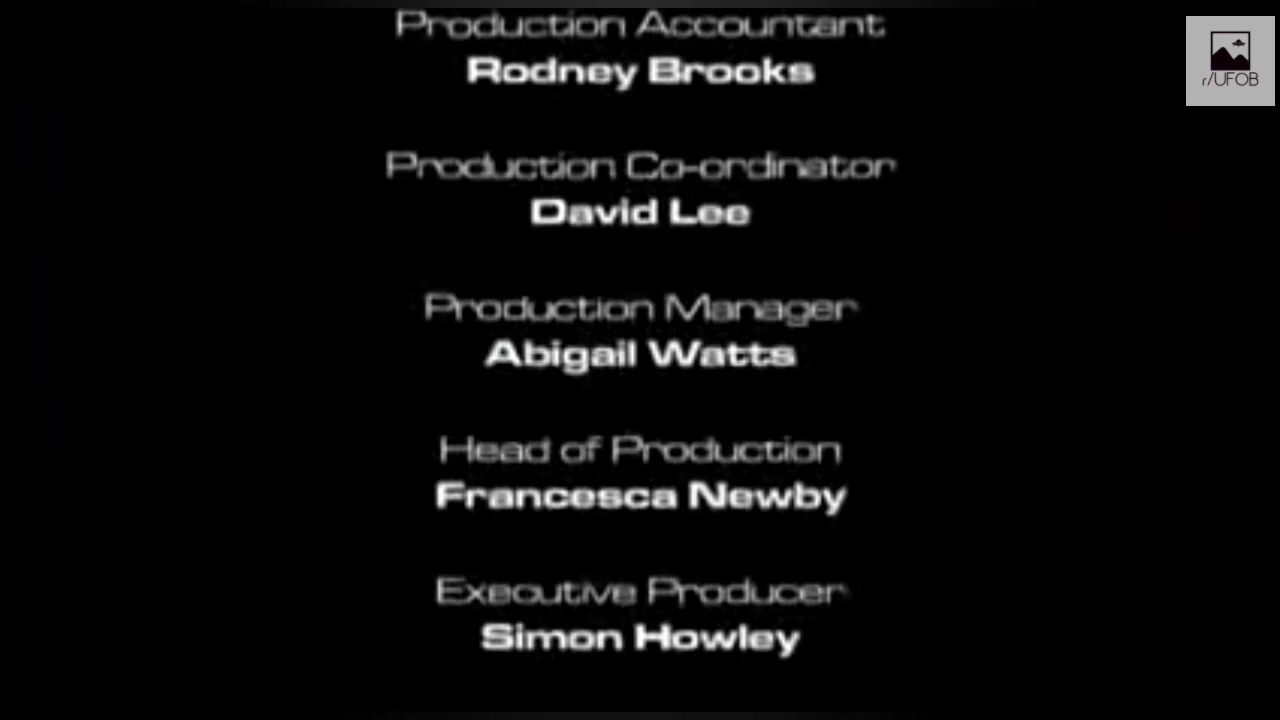 Production Accountant
Rodney Brooks
Production Co-ordinator
David Lee
Production Manager
Abigail Watts
Head of Production
Francesca Newby
Executive Producer
Simon Howley
r/UFOB